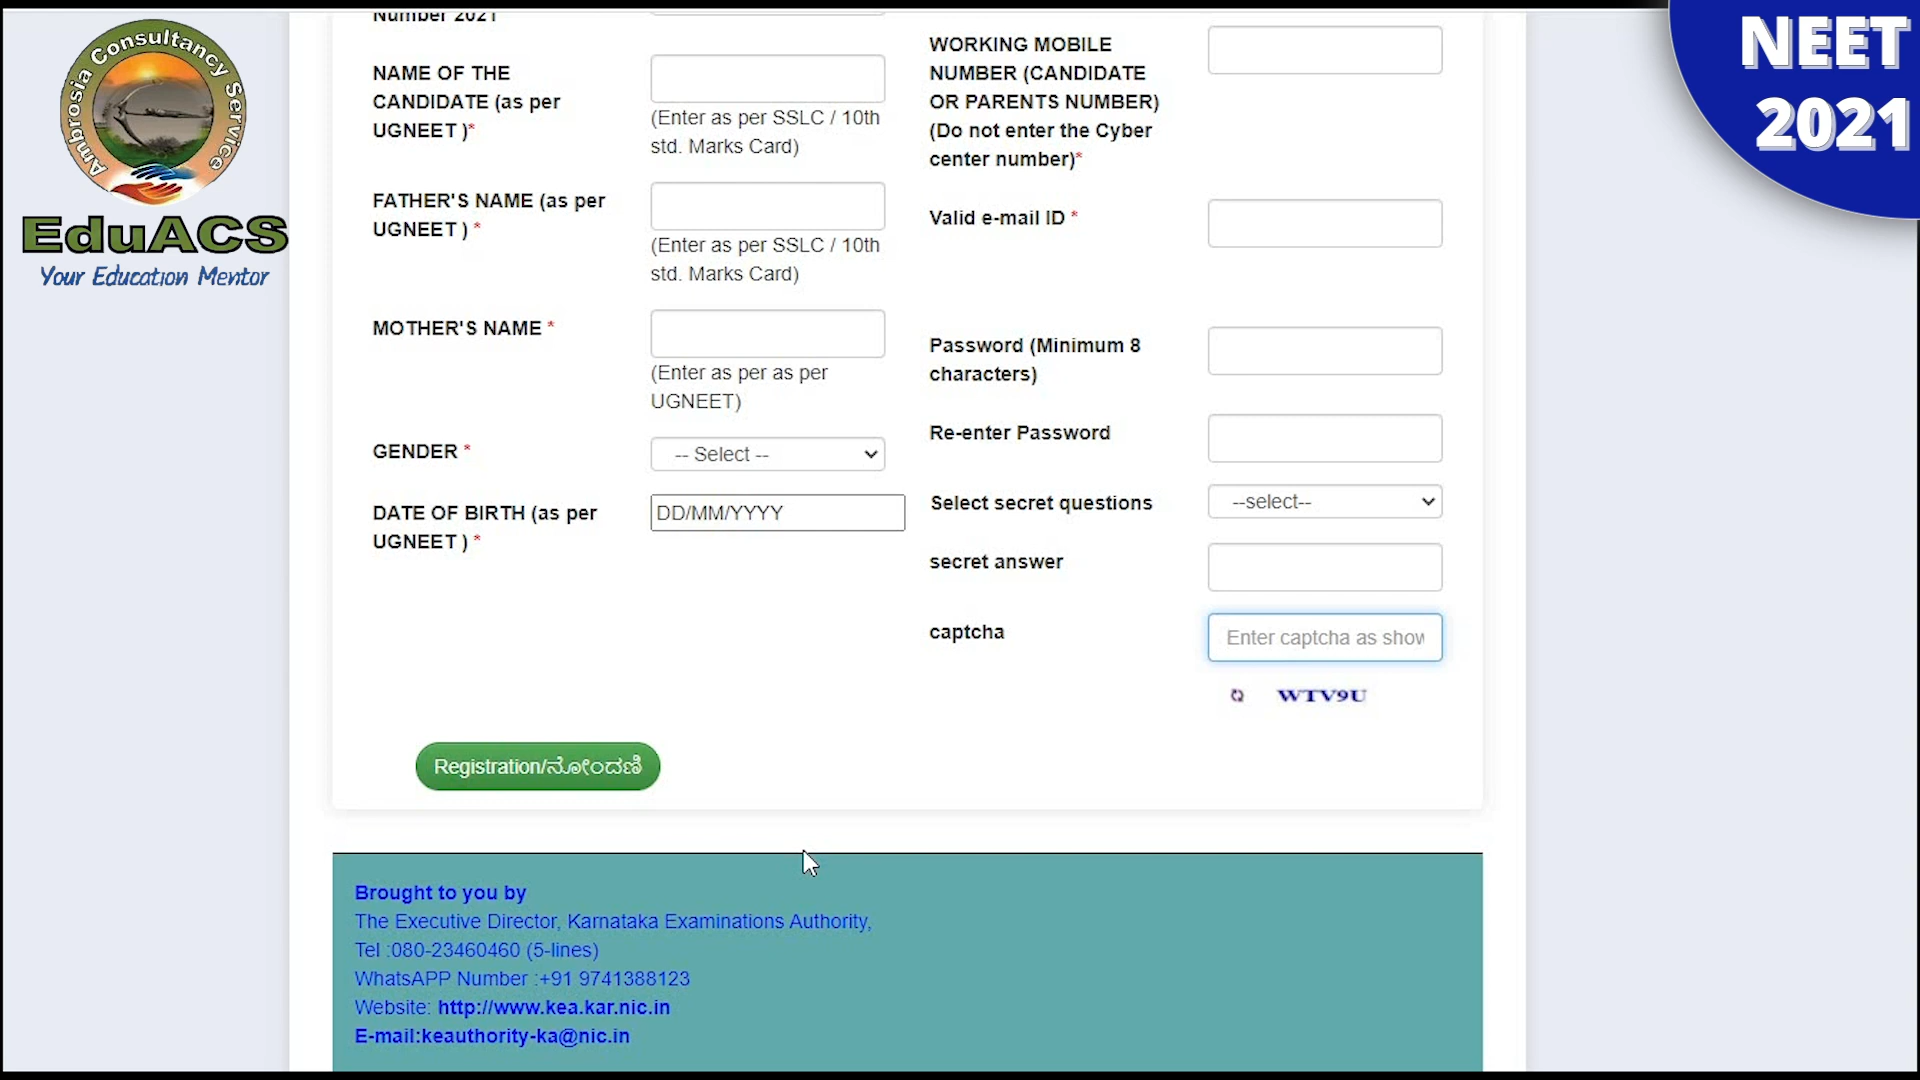 Ambrosia Consultancy Service
EduACS
Your Education Mentor
NEET
2021
Number 2021
NAME OF THE
CANDIDATE (as per
UGNEET )*
(Enter as per SSLC / 10th
std. Marks Card)
FATHER'S NAME (as per
UGNEET ) *
(Enter as per SSLC / 10th
std. Marks Card)
MOTHER'S NAME *
(Enter as per as per
UGNEET)
GENDER *
-- Select --
DATE OF BIRTH (as per
UGNEET ) *
DD/MM/YYYY
WORKING MOBILE
NUMBER (CANDIDATE
OR PARENTS NUMBER)
(Do not enter the Cyber
center number)*
Valid e-mail ID *
Password (Minimum 8
characters)
Re-enter Password
Select secret questions
--select--
secret answer
captcha
Enter captcha as show
WTV9U
Registration/ನೋಂದಣಿ
Brought to you by
The Executive Director, Karnataka Examinations Authority,
Tel :080-23460460 (5-lines)
WhatsAPP Number :+91 9741388123
Website: http://www.kea.kar.nic.in
E-mail:keauthority-ka@nic.in